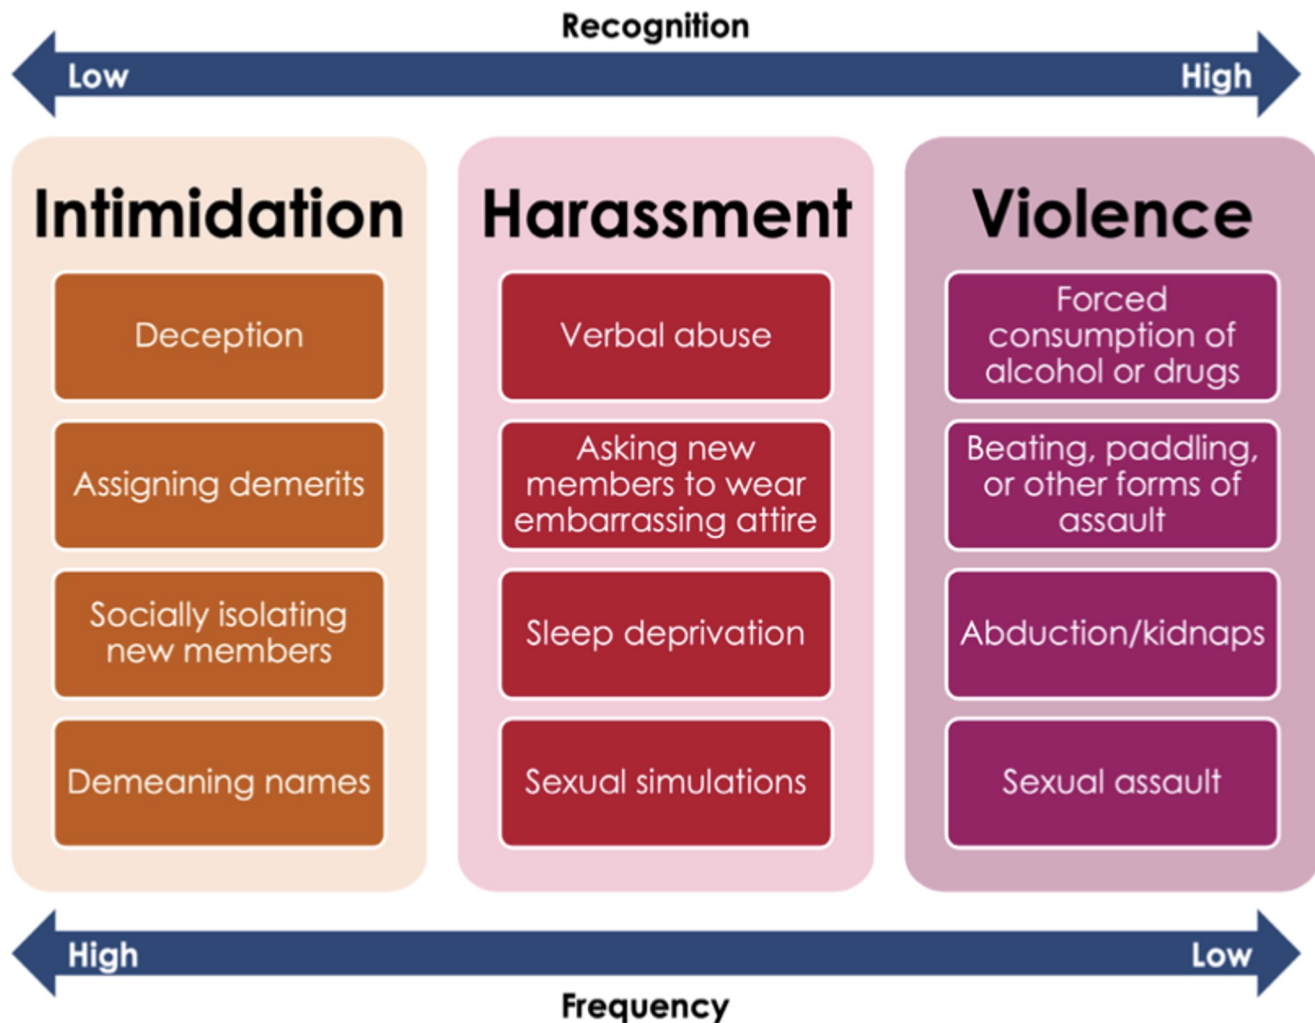 Recognition
Low
High
Intimidation
Deception
Assigning demerits
Socially isolating
new members
Demeaning names
Harassment
Verbal abuse
Asking new
members to wear
embarrassing attire
Sleep deprivation
Sexual simulations
Violence
Forced
consumption of
alcohol or drugs
Beating, paddling,
or other forms of
assault
Abduction/kidnaps
Sexual assault
High
Low
Frequency